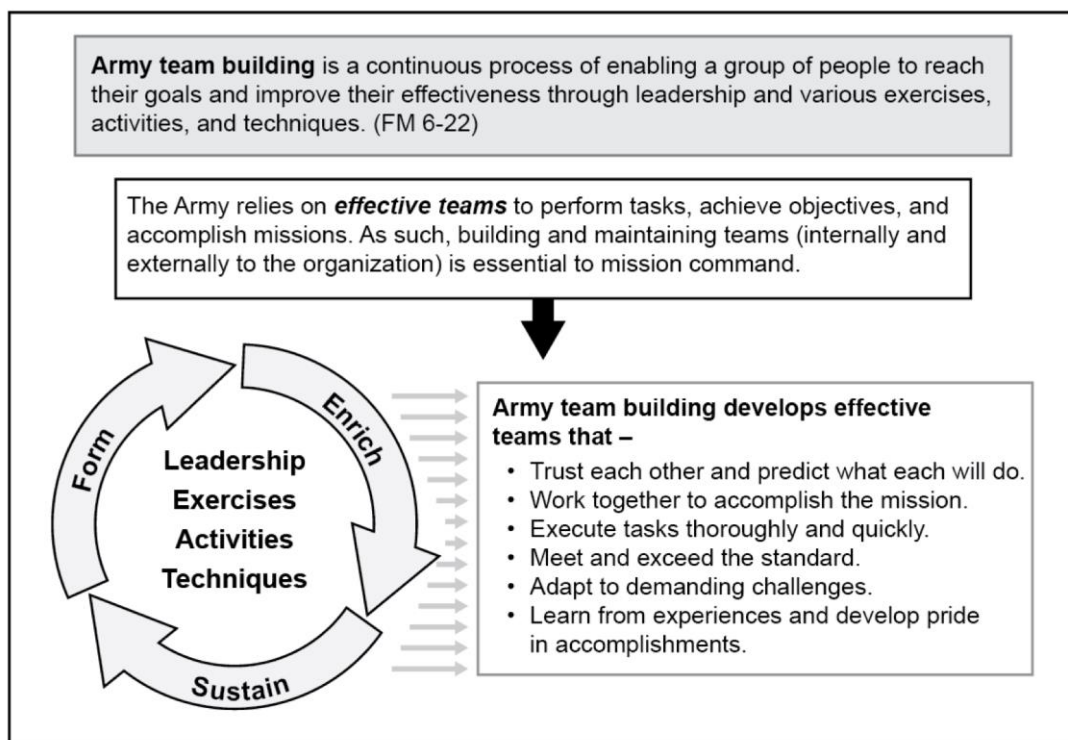 Army team building is a continuous process of enabling a group of people to reach
their goals and improve their effectiveness through leadership and various exercises,
activities, and techniques. (FM 6-22)
The Army relies on effective teams to perform tasks, achieve objectives, and
accomplish missions. As such, building and maintaining teams (internally and
externally to the organization) is essential to mission command.
Form
Enrich
Sustain
Leadership
Exercises
Activities
Techniques
Army team building develops effective
teams that –
• Trust each other and predict what each will do.
• Work together to accomplish the mission.
• Execute tasks thoroughly and quickly.
• Meet and exceed the standard.
• Adapt to demanding challenges.
• Learn from experiences and develop pride
in accomplishments.